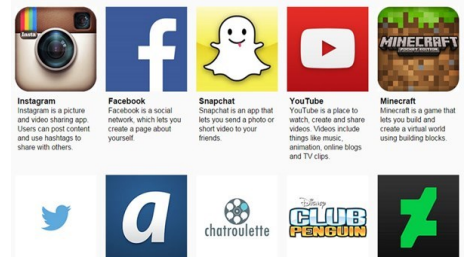 Insta
MINECRAFT
POCKET EDITION
Instagram
Instagram is a picture
and video sharing app.
Users can post content
and use hashtags to
share with others.
Facebook
Facebook is a social
network, which lets you
create a page about
yourself.
Snapchat
Snapchat is an app that
lets you send a photo or
short video to your
friends.
YouTube
YouTube is a place to
watch, create and share
videos. Videos include
things like music,
animation, online blogs
and TV clips.
Minecraft
Minecraft is a game that
lets you build and
create a virtual world
using building blocks.
a
chatroulette
Disney
CLUB
PENGUIN